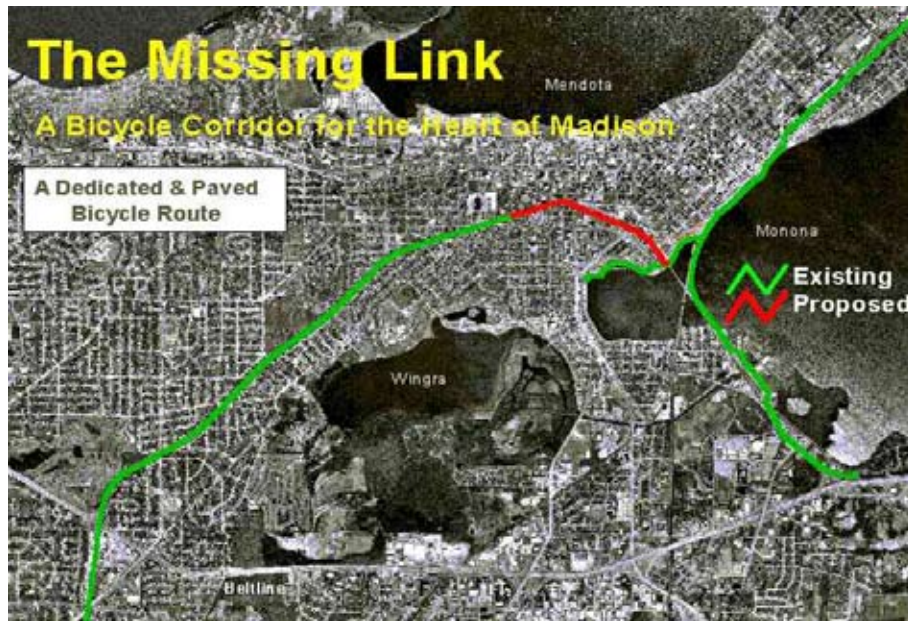 The Missing Link
Mendota
A Bicycle Corridor for the Heart of Madison
A Dedicated & Paved
Bicycle Route
Monona
Existing
Proposed
Wingra
Beltline